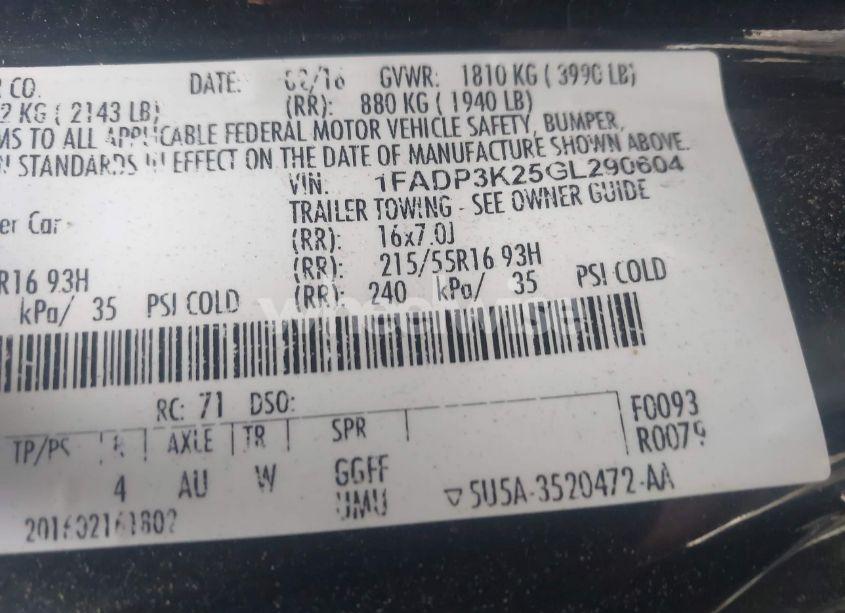 CO. DATE: 02/16 GVWR: 1810 KG ( 3990 LB)
2 KG ( 2143 LB) (RR): 880 KG ( 1940 LB)
MS TO ALL APPLICABLE FEDERAL MOTOR VEHICLE SAFETY, BUMPER,
STANDARDS IN EFFECT ON THE DATE OF MANUFACTURE SHOWN ABOVE.
VIN: 1FADP3K25GL290604
er Car TRAILER TOWING - SEE OWNER GUIDE
(RR): 16x7.0J
R16 93H (RR): 215/55R16 93H
kPa/ 35 PSI COLD (RR): 240 kPa/ 35 PSI COLD
wheelwise
RC: 71 DSO:
TP/PS R AXLE TR SPR F0093
R0079
4 AU W GGFF
UMU 5U5A-3520472-AA
201602161802